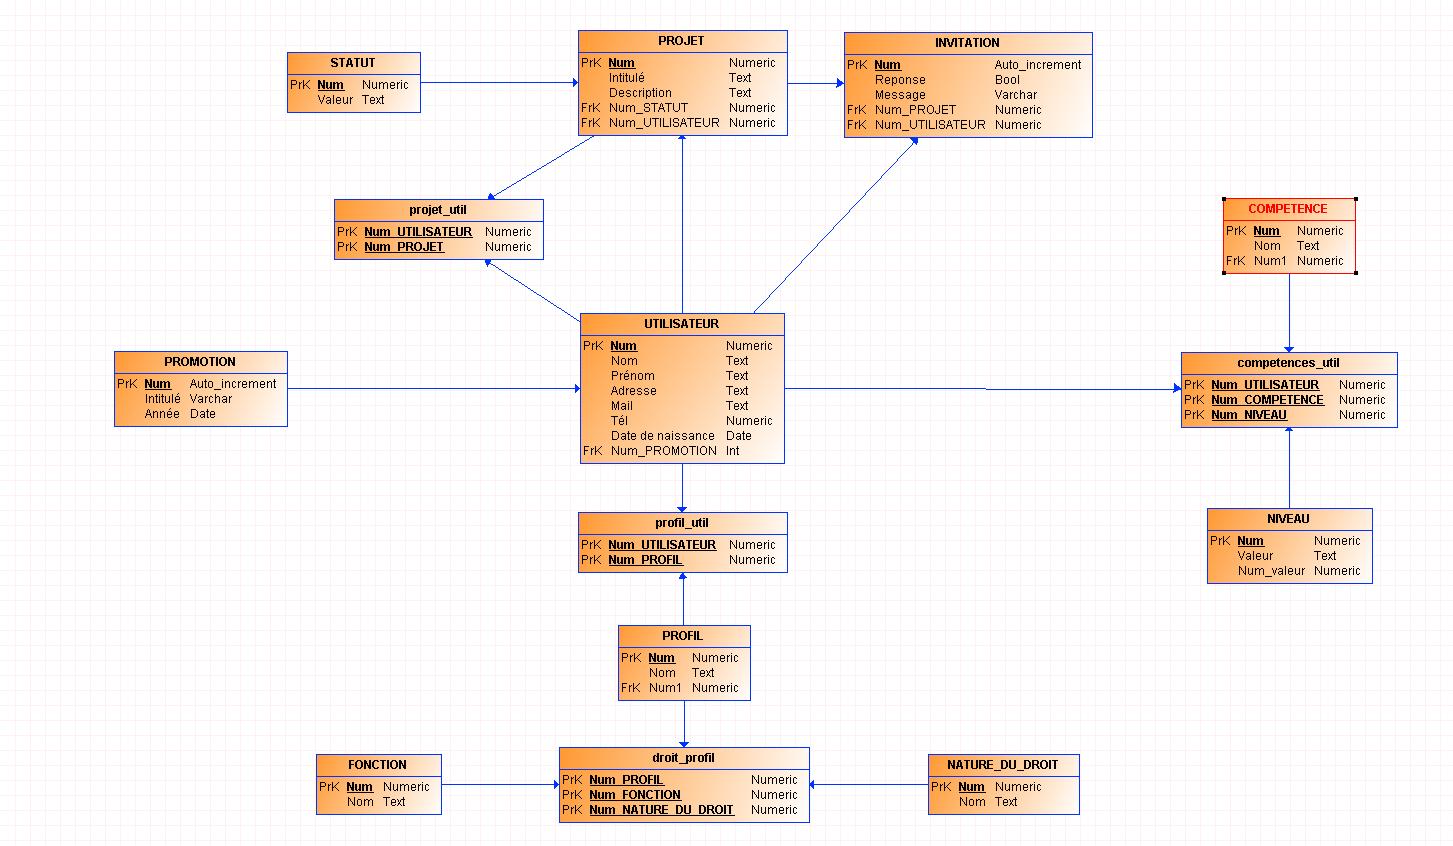 STATUT
PrK Num Numeric
Valeur Text
PROJET
PrK Num Numeric
Intitulé Text
Description Text
FrK Num_STATUT Numeric
FrK Num_UTILISATEUR Numeric
INVITATION
PrK Num Auto_increment
Reponse Bool
Message Varchar
FrK Num_PROJET Numeric
FrK Num_UTILISATEUR Numeric
projet_util
PrK Num_UTILISATEUR Numeric
PrK Num_PROJET Numeric
COMPETENCE
PrK Num Numeric
Nom Text
FrK Num1 Numeric
PROMOTION
PrK Num Auto_increment
Intitulé Varchar
Année Date
UTILISATEUR
PrK Num Numeric
Nom Text
Prénom Text
Adresse Text
Mail Text
Tél Numeric
Date de naissance Date
FrK Num_PROMOTION Int
competences_util
PrK Num_UTILISATEUR Numeric
PrK Num_COMPETENCE Numeric
PrK Num_NIVEAU Numeric
profil_util
PrK Num_UTILISATEUR Numeric
PrK Num_PROFIL Numeric
NIVEAU
PrK Num Numeric
Valeur Text
Num_valeur Numeric
PROFIL
PrK Num Numeric
Nom Text
FrK Num1 Numeric
FONCTION
PrK Num Numeric
Nom Text
droit_profil
PrK Num_PROFIL Numeric
PrK Num_FONCTION Numeric
PrK Num_NATURE_DU_DROIT Numeric
NATURE_DU_DROIT
PrK Num Numeric
Nom Text